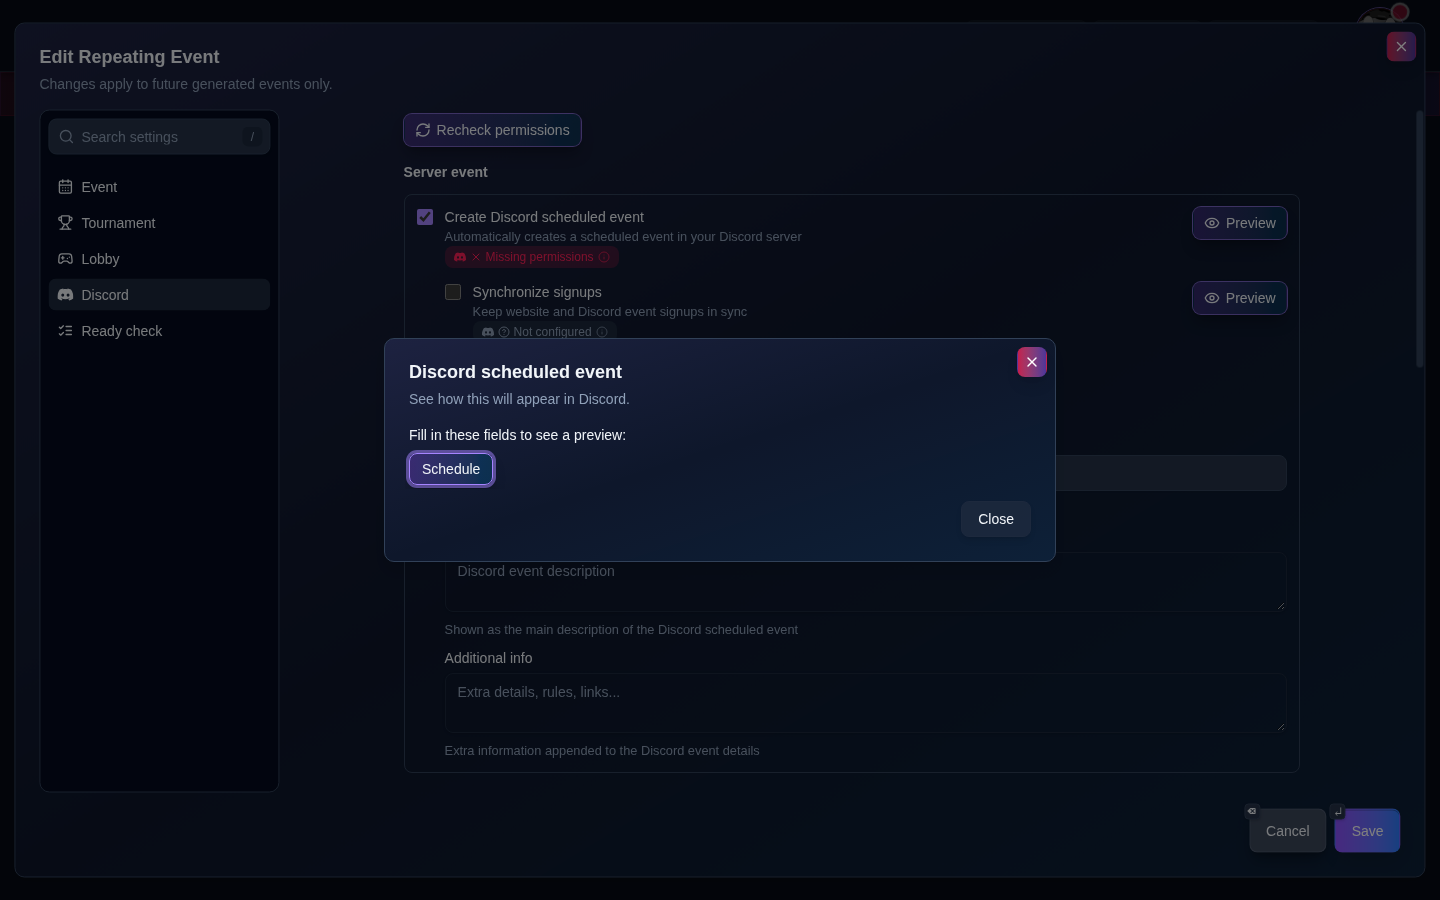 Edit Repeating Event
Changes apply to future generated events only.
Search settings /
Event
Tournament
Lobby
Discord
Ready check
Recheck permissions
Server event
Create Discord scheduled event
Automatically creates a scheduled event in your Discord server
Missing permissions
Preview
Synchronize signups
Keep website and Discord event signups in sync
Not configured
Preview
Discord scheduled event
See how this will appear in Discord.
Fill in these fields to see a preview:
Schedule
Close
Discord event description
Shown as the main description of the Discord scheduled event
Additional info
Extra details, rules, links...
Extra information appended to the Discord event details
Cancel
Save